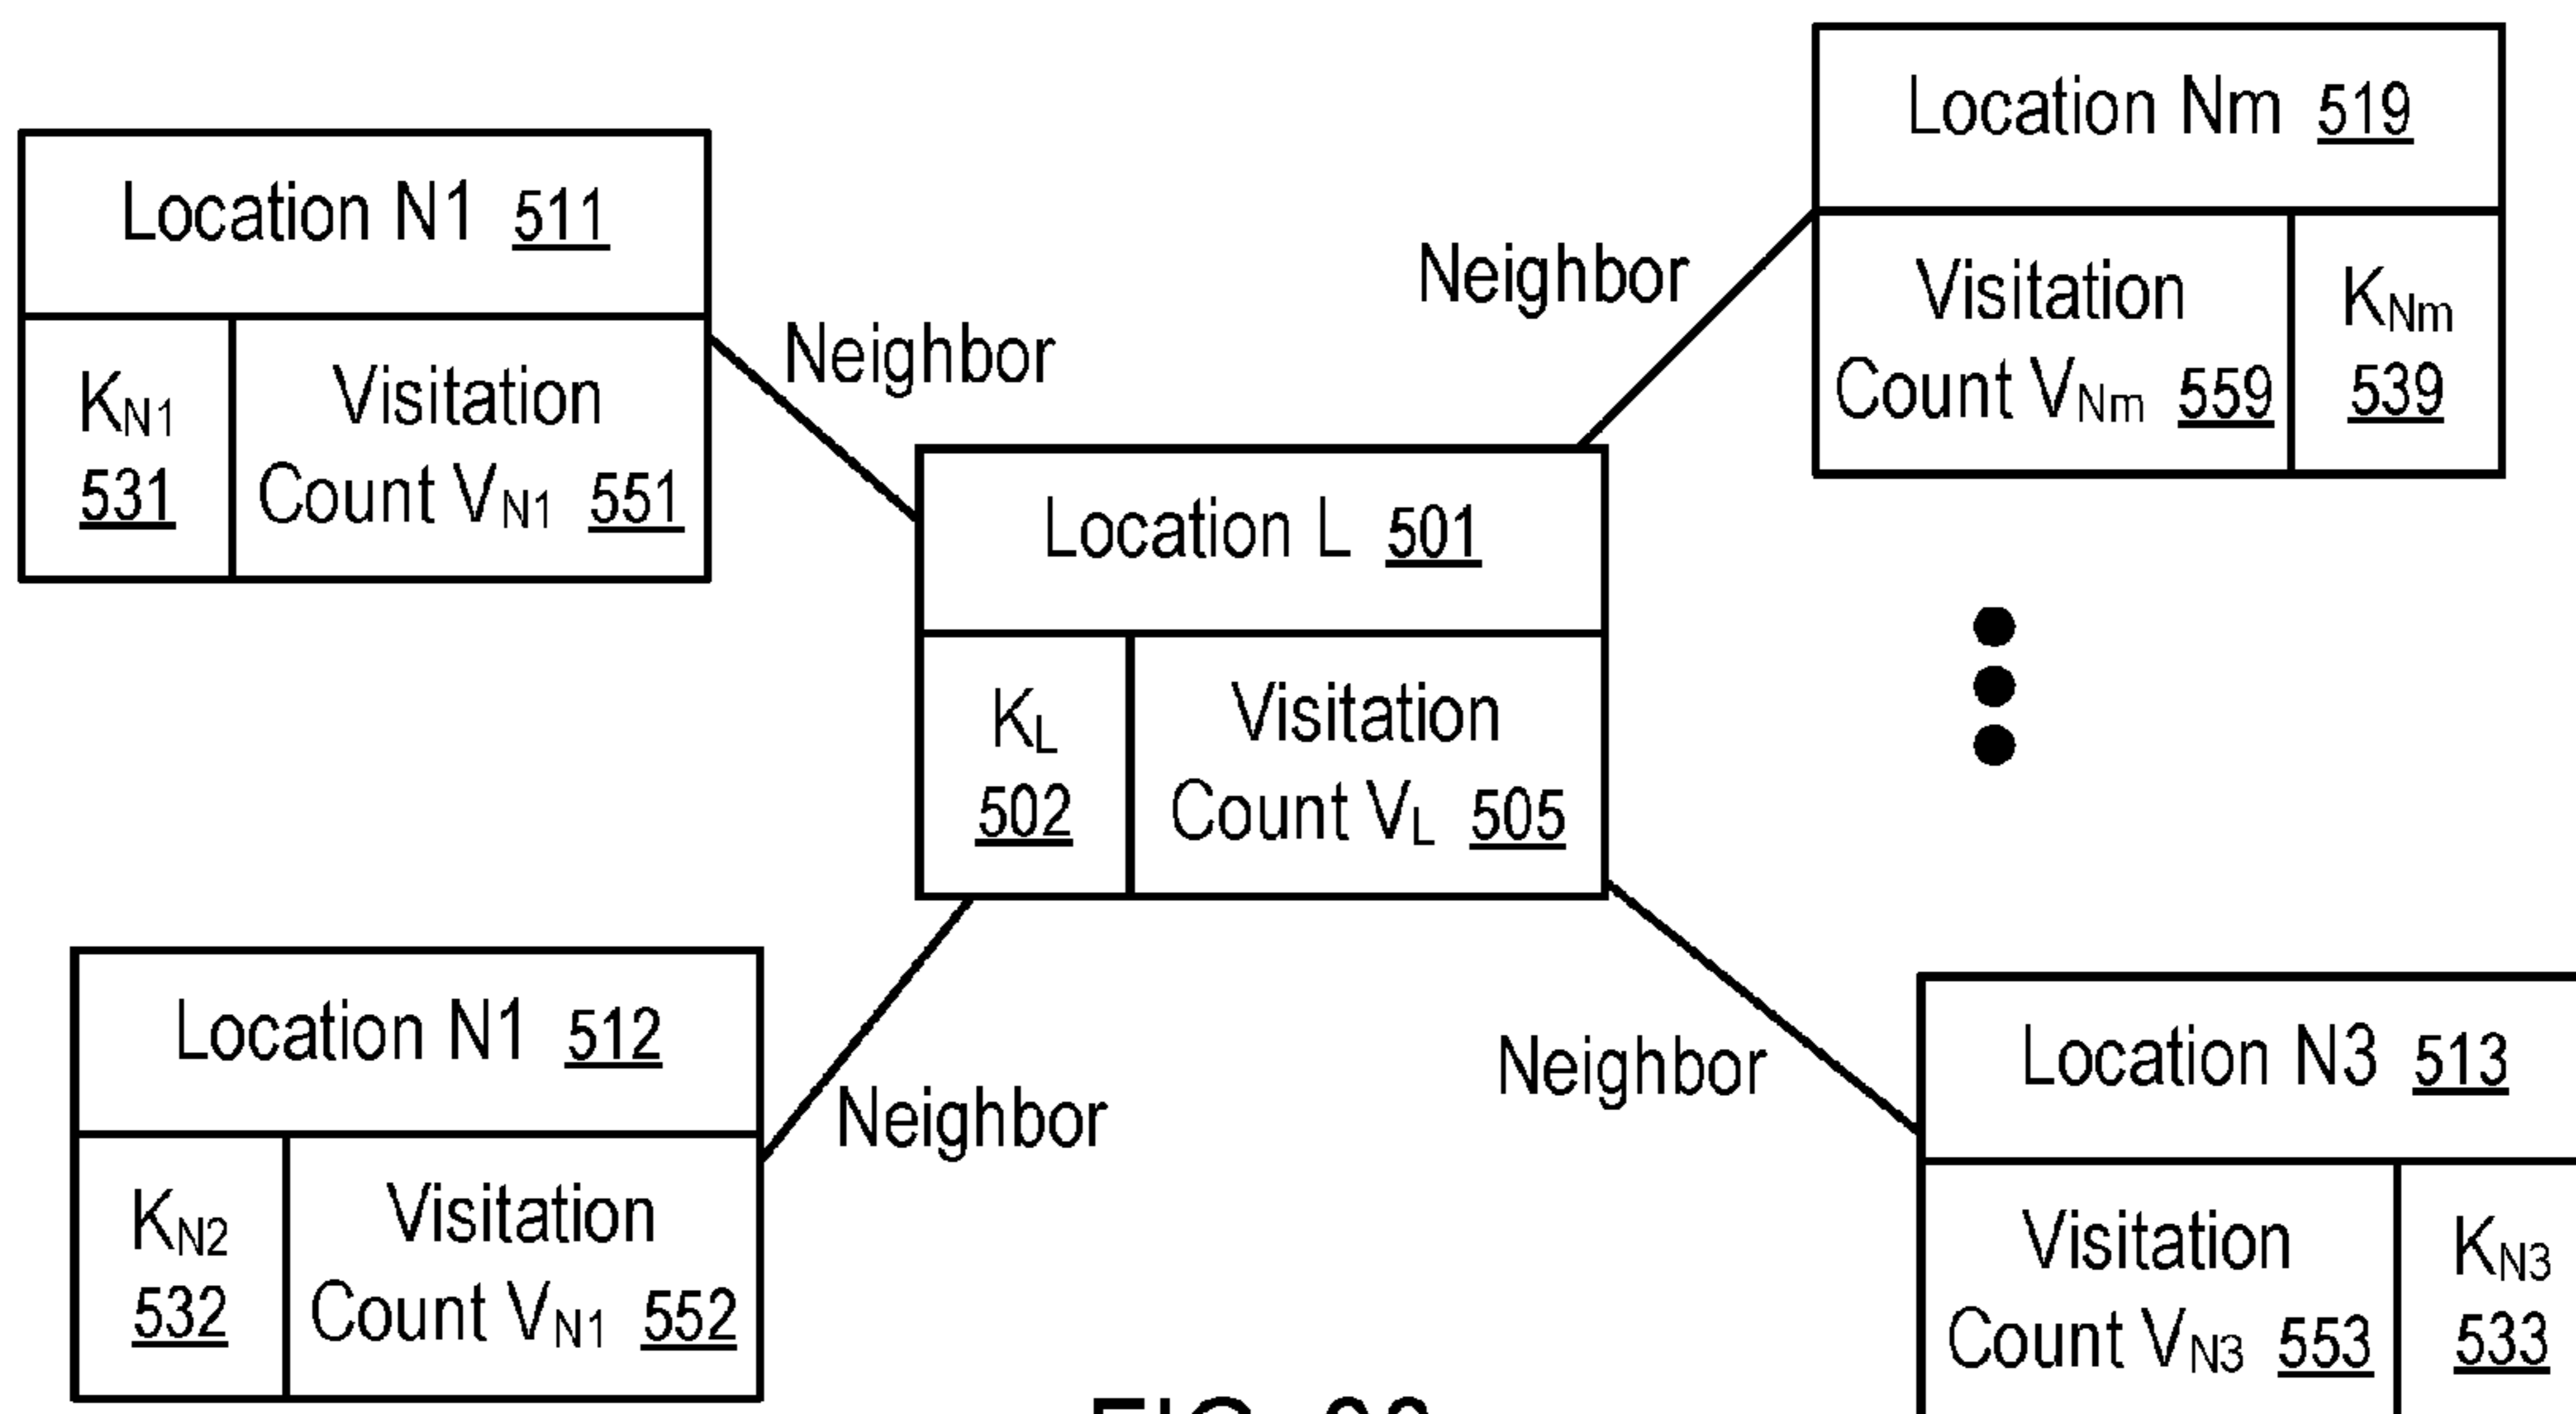 Location Nm 519
Visitation
Count VNm 559
KNm
539
Neighbor
Location N1 511
KN1
531
Visitation
Count VN1 551
Neighbor
Location L 501
KL
502
Visitation
Count VL 505
Location N1 512
KN2
532
Visitation
Count VN1 552
Neighbor
Neighbor
Location N3 513
Visitation
Count VN3 553
KN3
533